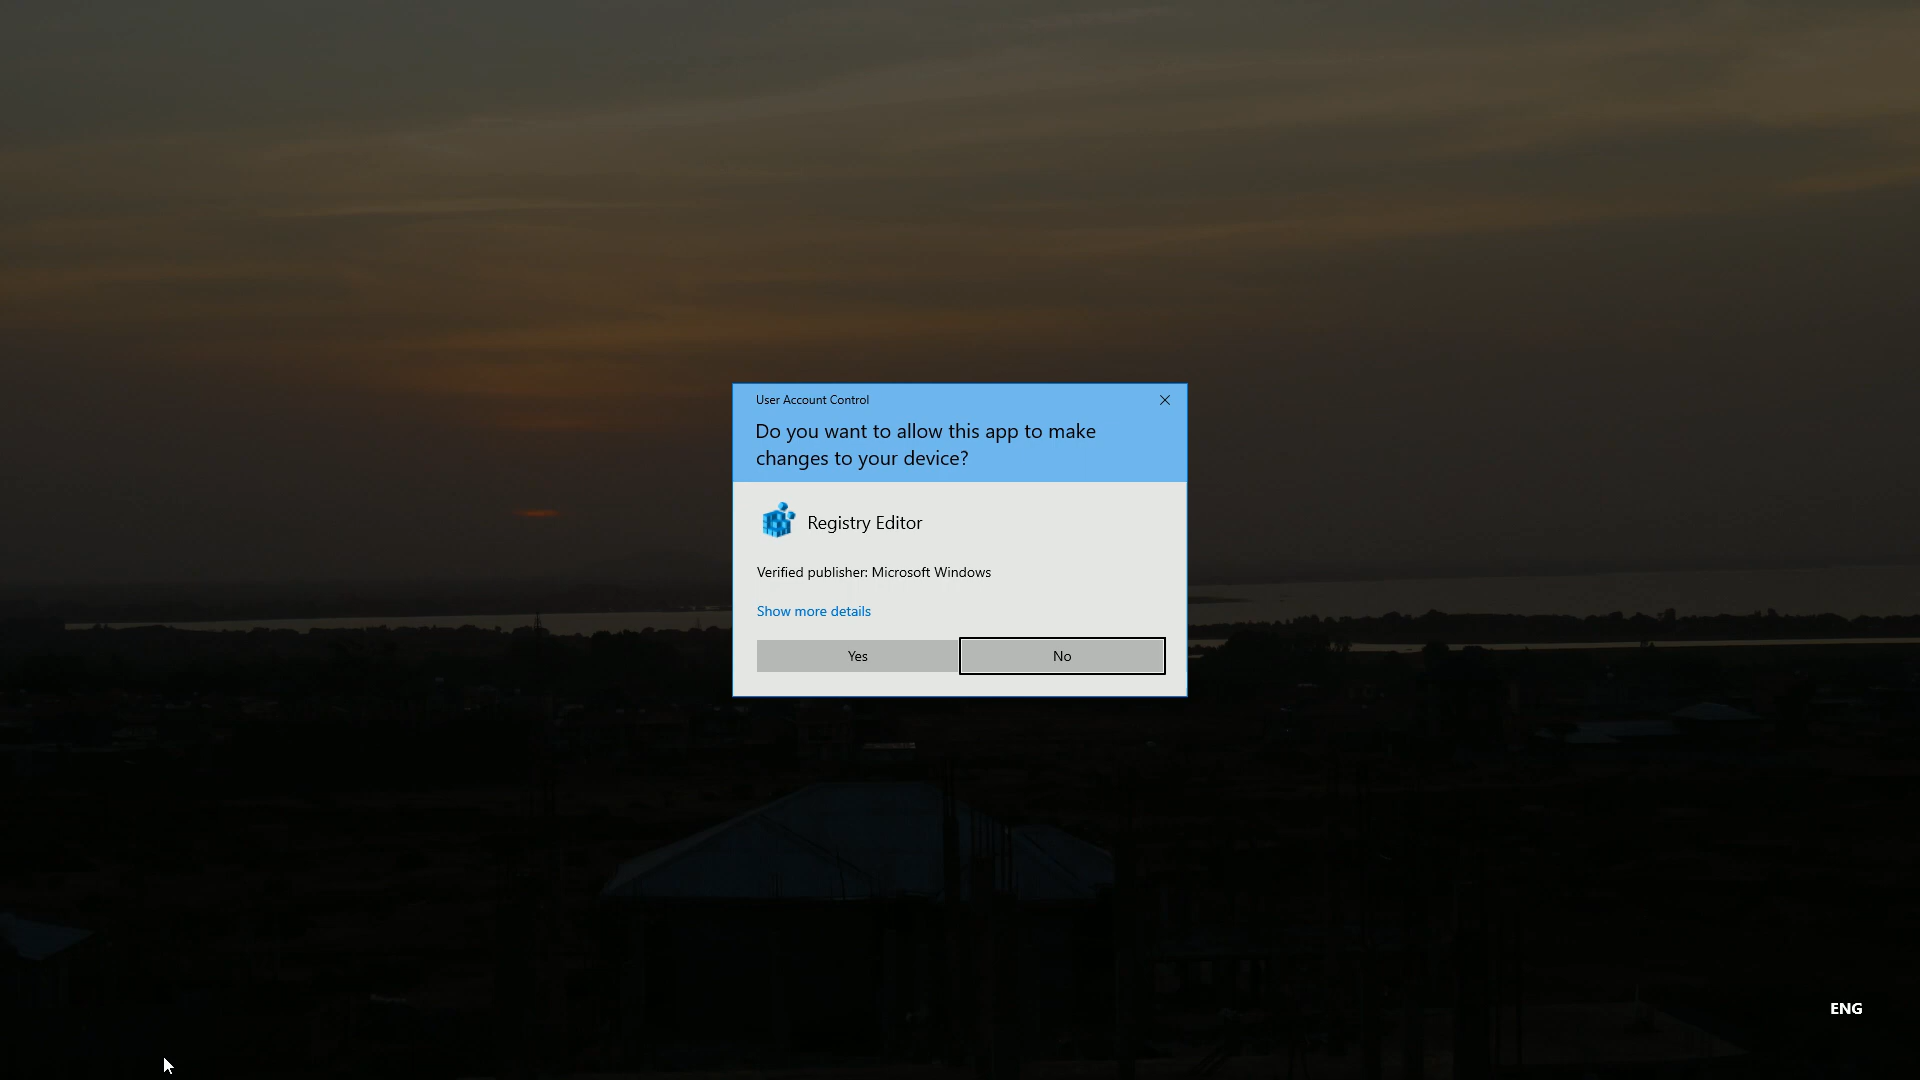 User Account Control
Do you want to allow this app to make
changes to your device?
Registry Editor
Verified publisher: Microsoft Windows
Show more details
Yes
No
ENG